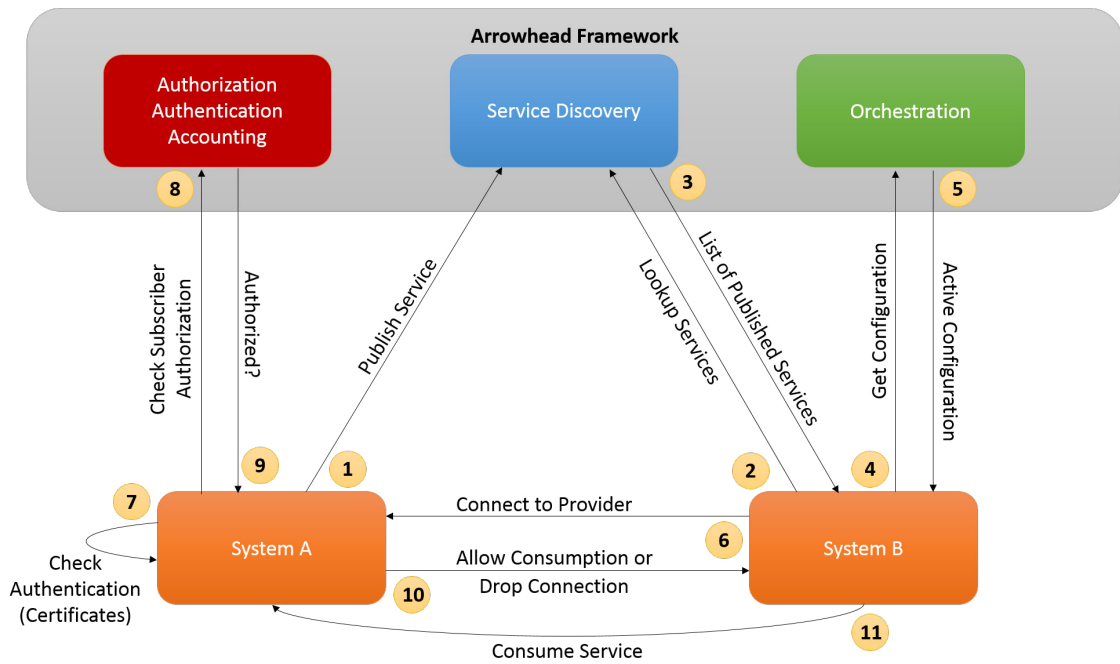 Arrowhead Framework
Authorization
Authentication
Accounting
Service Discovery
Orchestration
8
3
5
Check Subscriber
Authorization
Authorized?
Publish Service
Lookup Services
List of Published Services
Get Configuration
Active Configuration
7
9
1
2
4
System A
Connect to Provider
6
System B
Check
Authentication
(Certificates)
Allow Consumption or
Drop Connection
10
11
Consume Service